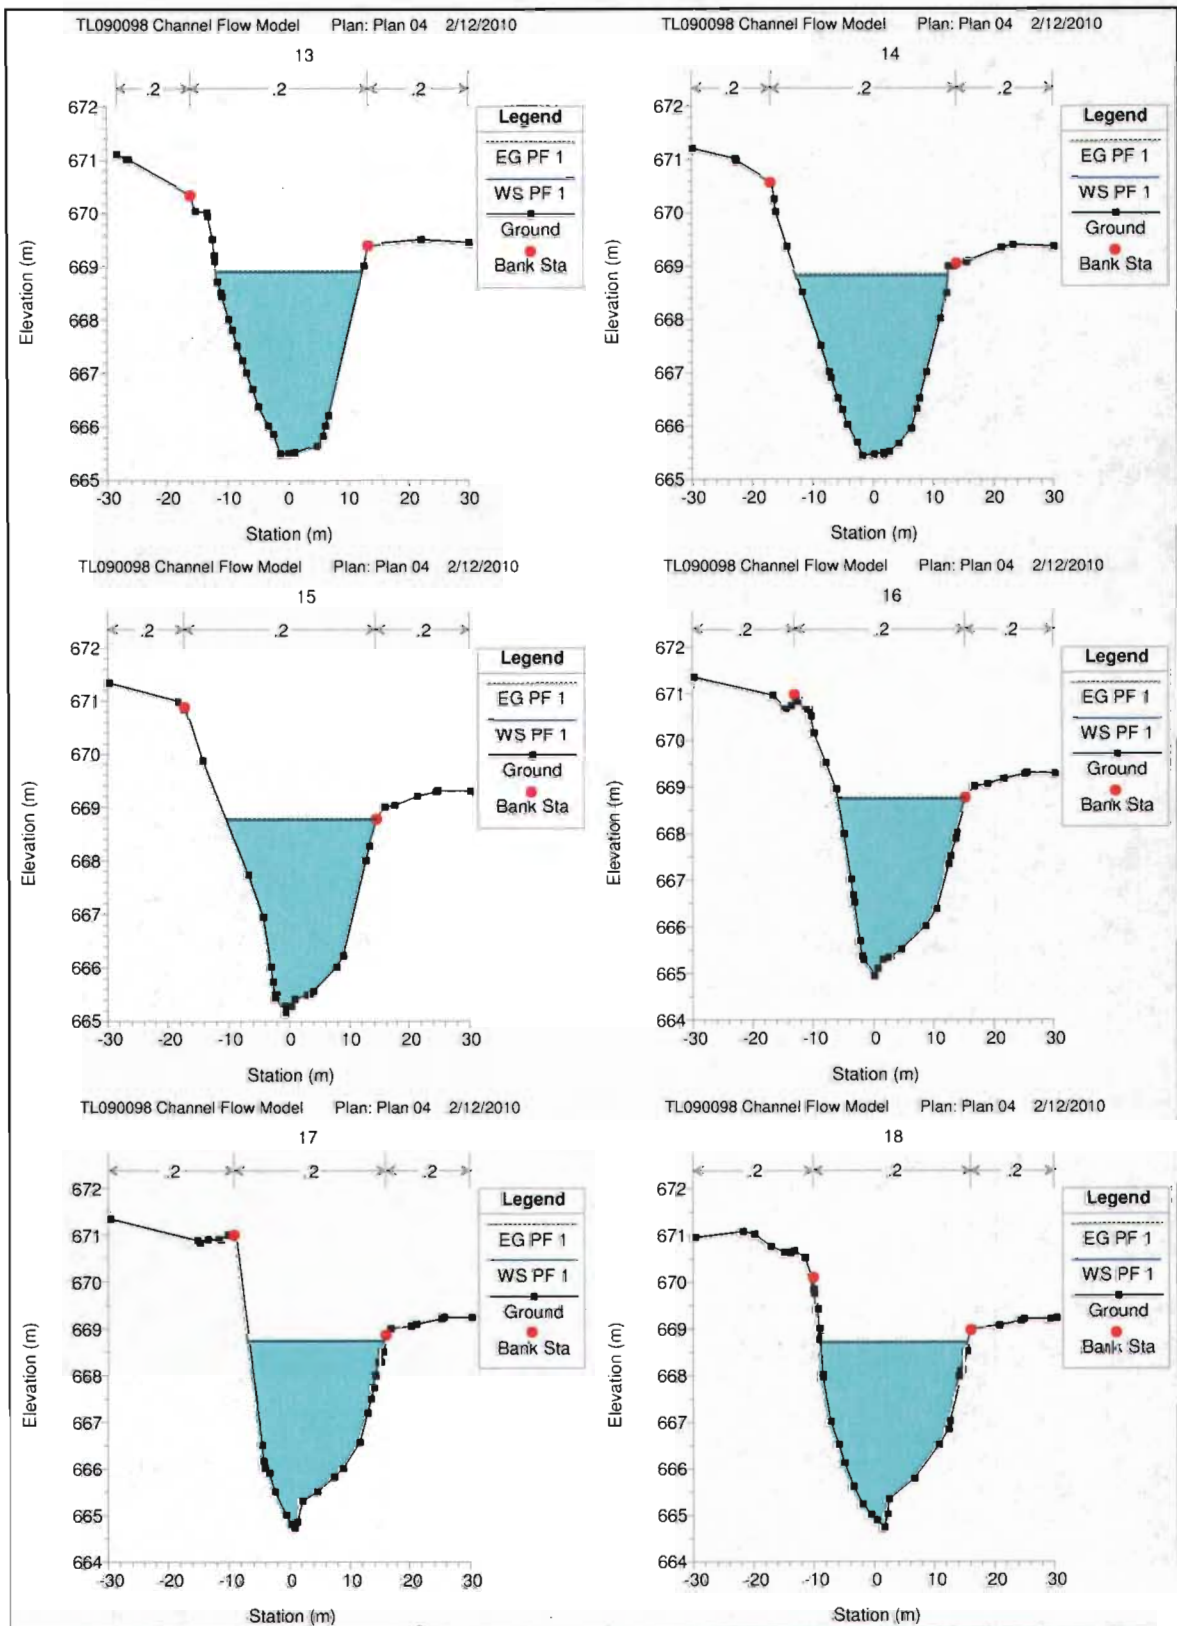 TL090098 Channel Flow Model Plan: Plan 04 2/12/2010
13
.2 .2 .2
672
671
670
669
668
667
666
665
Elevation (m)
-30 -20 -10 0 10 20 30
Station (m)
Legend
EG PF 1
WS PF 1
Ground
Bank Sta
TL090098 Channel Flow Model Plan: Plan 04 2/12/2010
14
.2 .2 .2
672
671
670
669
668
667
666
665
Elevation (m)
-30 -20 -10 0 10 20 30
Station (m)
Legend
EG PF 1
WS PF 1
Ground
Bank Sta
TL090098 Channel Flow Model Plan: Plan 04 2/12/2010
15
.2 .2 .2
672
671
670
669
668
667
666
665
Elevation (m)
-30 -20 -10 0 10 20 30
Station (m)
Legend
EG PF 1
WS PF 1
Ground
Bank Sta
TL090098 Channel Flow Model Plan: Plan 04 2/12/2010
16
.2 .2 .2
672
671
670
669
668
667
666
665
664
Elevation (m)
-30 -20 -10 0 10 20 30
Station (m)
Legend
EG PF 1
WS PF 1
Ground
Bank Sta
TL090098 Channel Flow Model Plan: Plan 04 2/12/2010
17
.2 .2 .2
672
671
670
669
668
667
666
665
664
Elevation (m)
-30 -20 -10 0 10 20 30
Station (m)
Legend
EG PF 1
WS PF 1
Ground
Bank Sta
TL090098 Channel Flow Model Plan: Plan 04 2/12/2010
18
.2 .2 .2
672
671
670
669
668
667
666
665
664
Elevation (m)
-30 -20 -10 0 10 20 30
Station (m)
Legend
EG PF 1
WS PF 1
Ground
Bank Sta